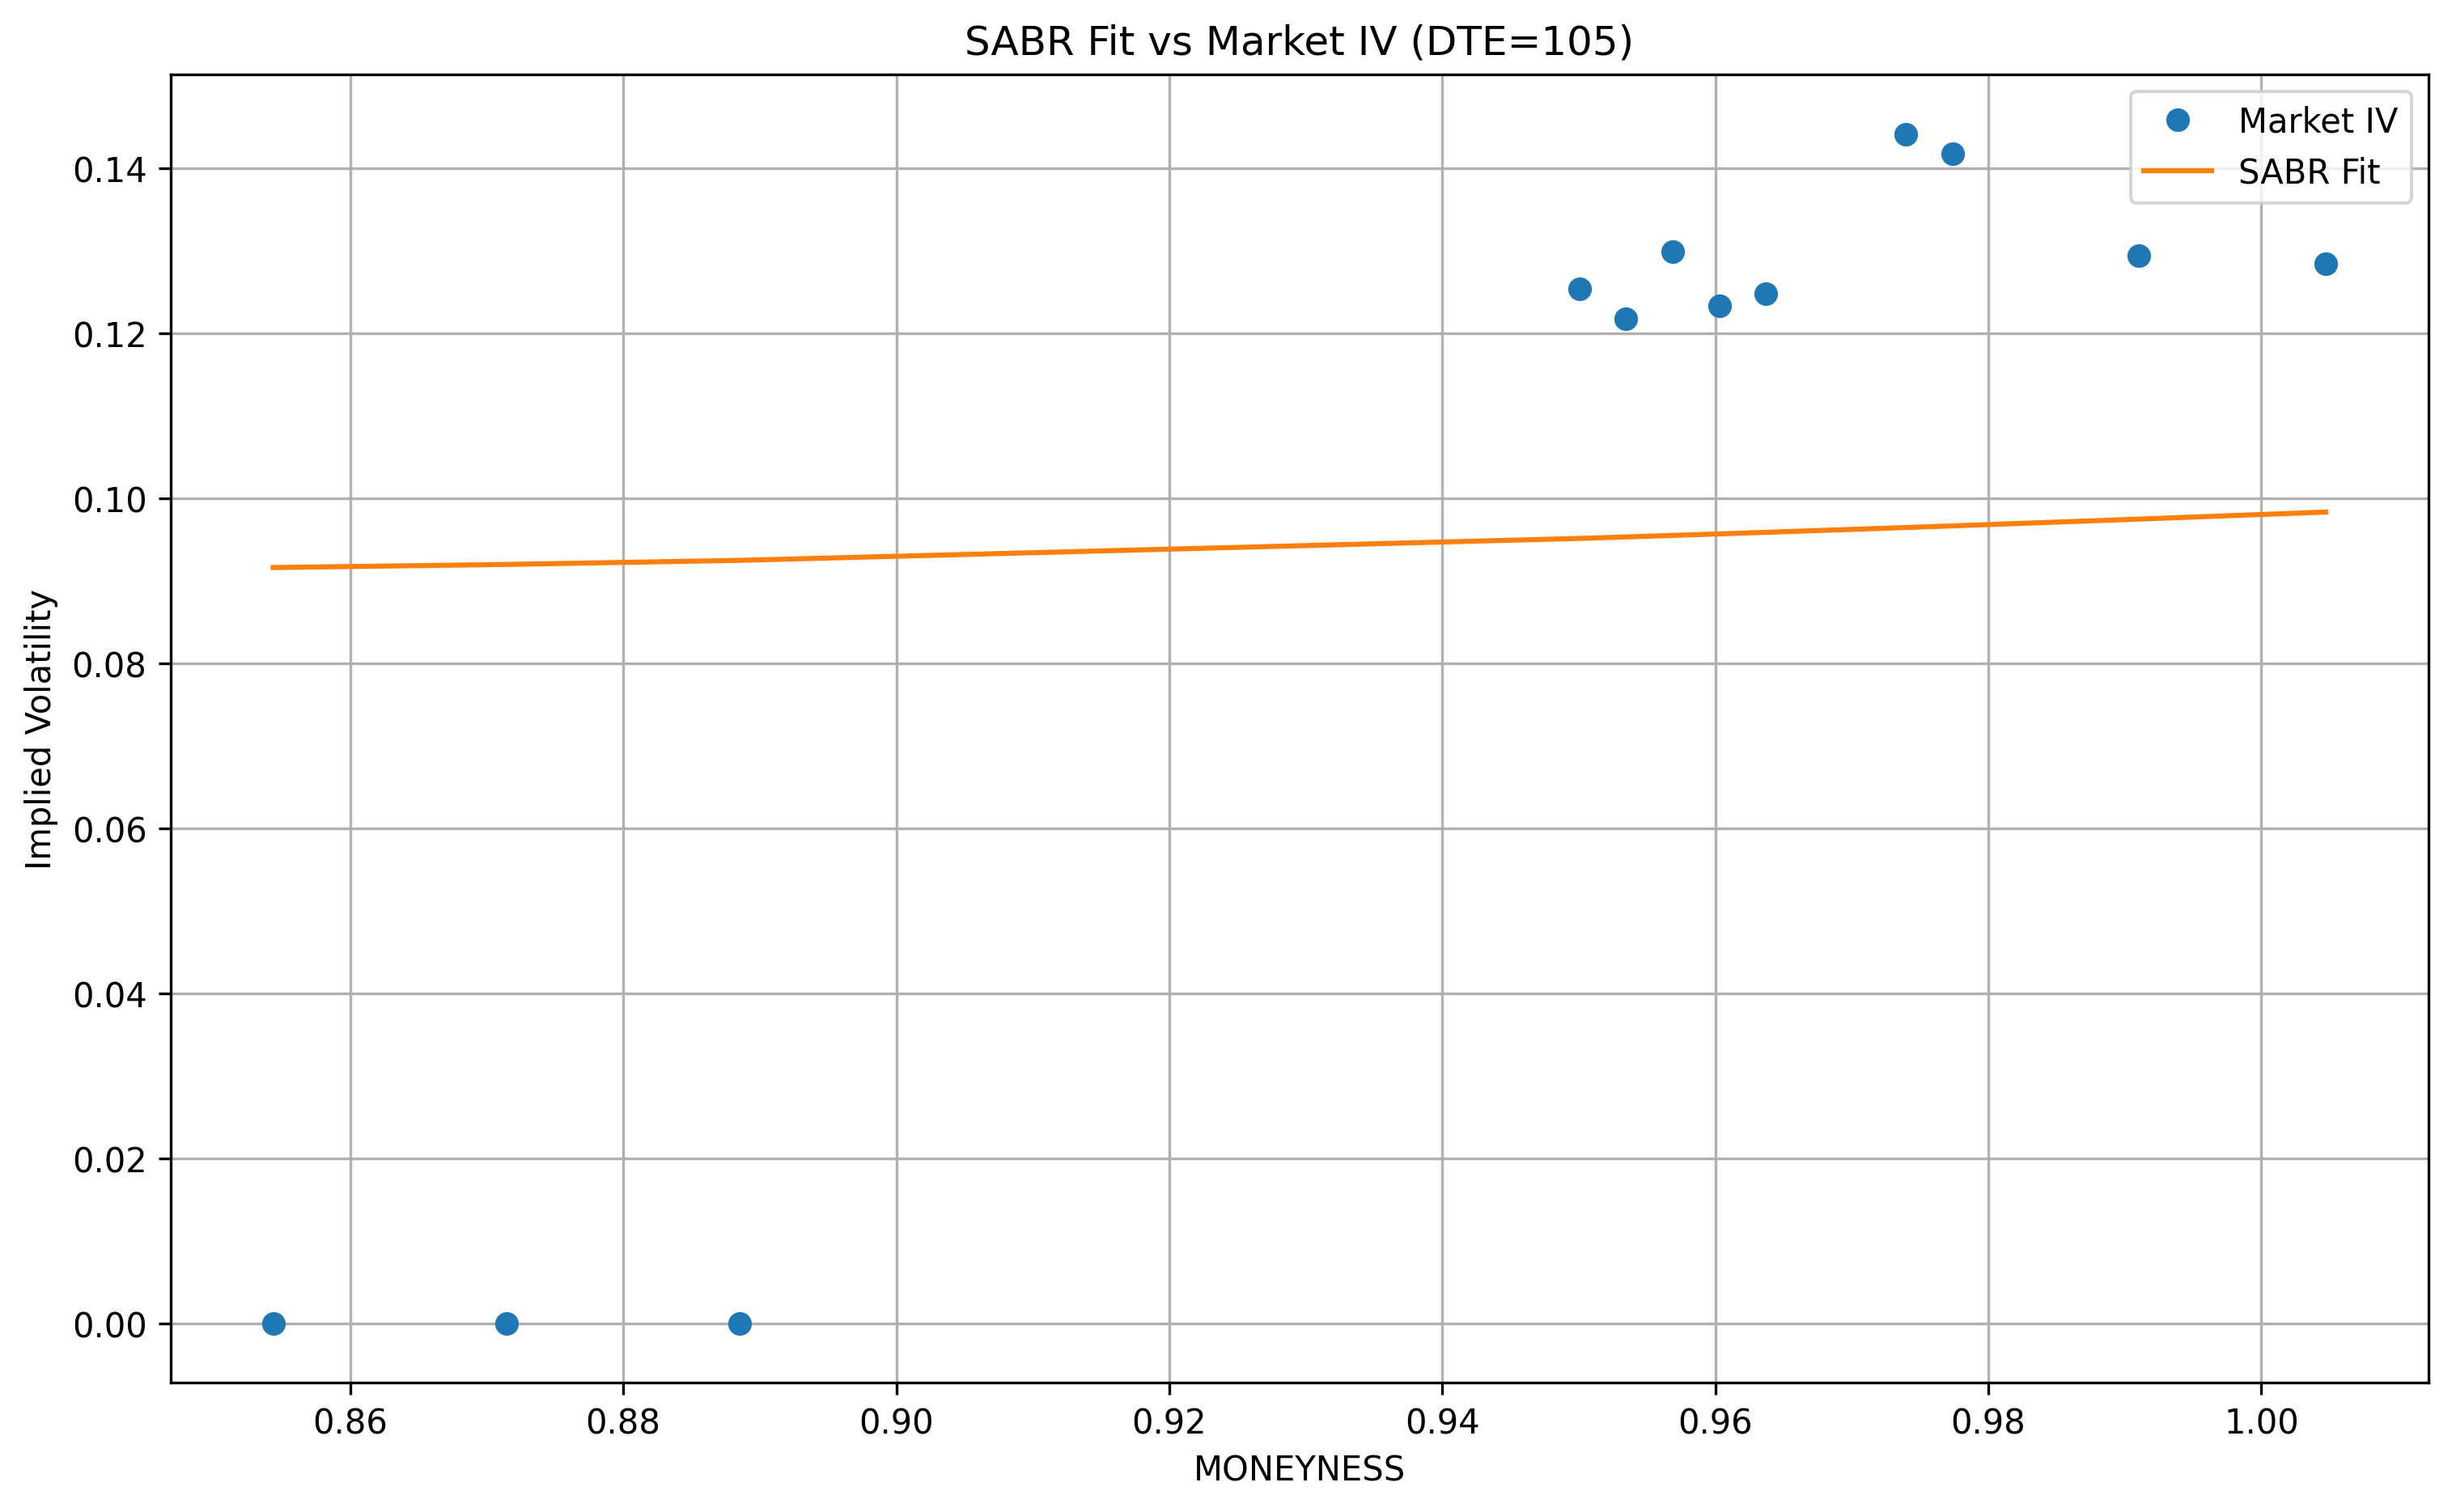 SABR Fit vs Market IV (DTE=105)
Market IV
SABR Fit
Implied Volatility
0.14
0.12
0.10
0.08
0.06
0.04
0.02
0.00
0.86 0.88 0.90 0.92 0.94 0.96 0.98 1.00
MONEYNESS